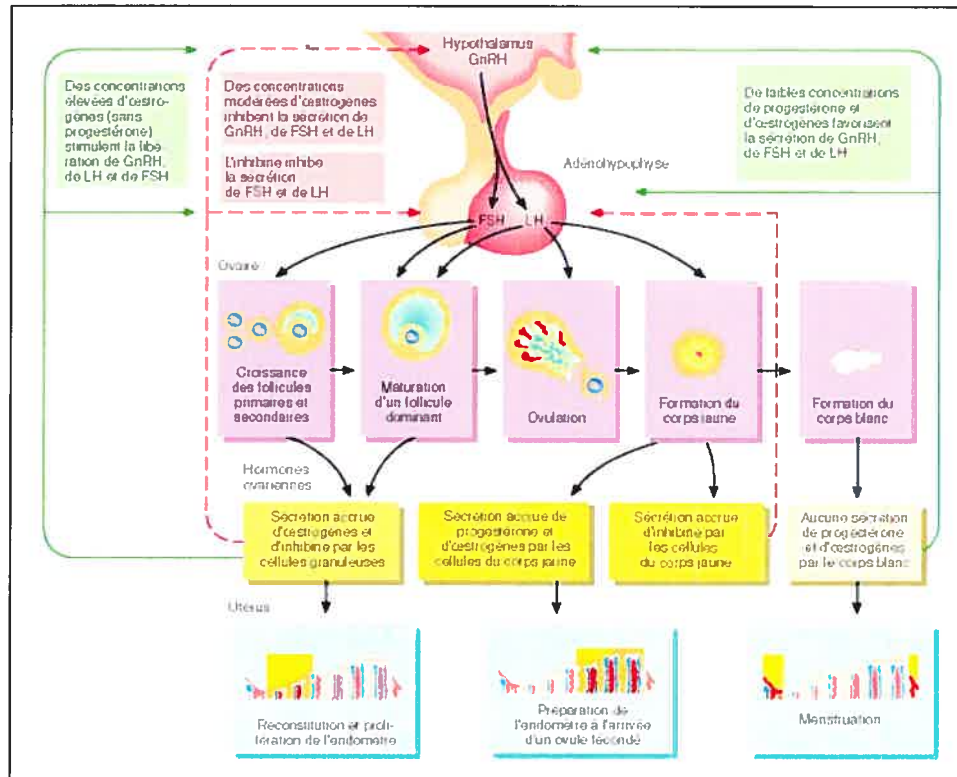 Hypothalamus
GnRH
Des concentrations
élevées d'œstro-
gènes (sans
progestérone)
stimulent la libé-
ration de GnRH,
de LH et de FSH
Des concentrations
modérées d'œstrogènes
inhibent la sécrétion de
GnRH, de FSH et de LH
L'inhibine inhibe
la sécrétion
de FSH et de LH
De faibles concentrations
de progestérone et
d'œstrogènes favorisent
la sécrétion de GnRH,
de FSH et de LH
Adénohypophyse
FSH LH
Ovaire
Croissance
des follicules
primaires et
secondaires
Maturation
d'un follicule
dominant
Ovulation
Formation du
corps jaune
Formation du
corps blanc
Hormones
ovariennes
Sécrétion accrue
d'œstrogènes et
d'inhibine par les
cellules granuleuses
Sécrétion accrue de
progestérone et
d'œstrogènes par les
cellules du corps jaune
Sécrétion accrue
d'inhibine par
les cellules
du corps jaune
Aucune sécrétion
de progestérone
et d'œstrogènes
par le corps blanc
Utérus
Reconstitution et proli-
fération de l'endomètre
Préparation de
l'endomètre à l'arrivée
d'un ovule fécondé
Menstruation